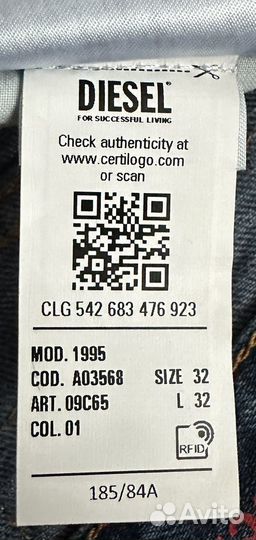 DIESEL®
FOR SUCCESSFUL LIVING
Check authenticity at
www.certilogo.com
or scan
CLG 542 683 476 923
MOD. 1995
COD. A03568 SIZE 32
ART. 09C65 L 32
COL. 01
RFID
185/84A
Avito